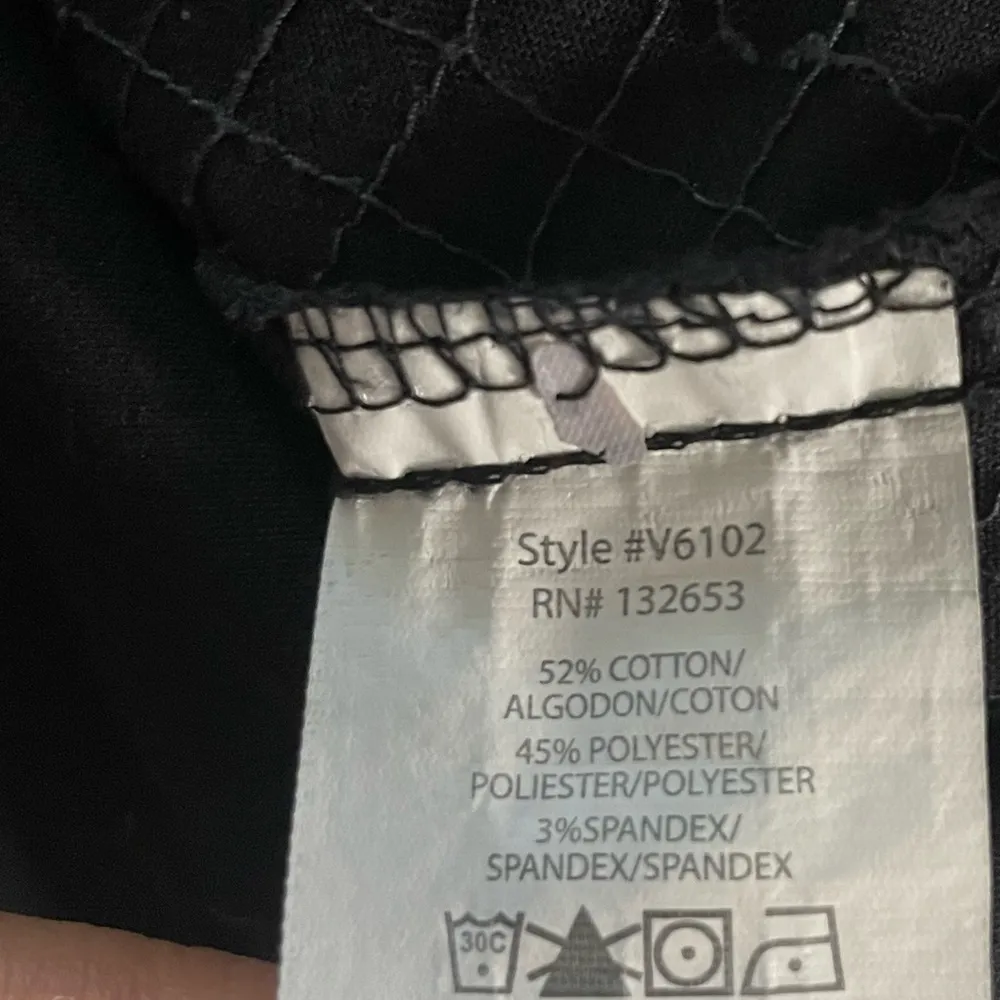 Style #V6102
RN# 132653
52% COTTON/
ALGODON/COTON
45% POLYESTER/
POLIESTER/POLYESTER
3%SPANDEX/
SPANDEX/SPANDEX
30C